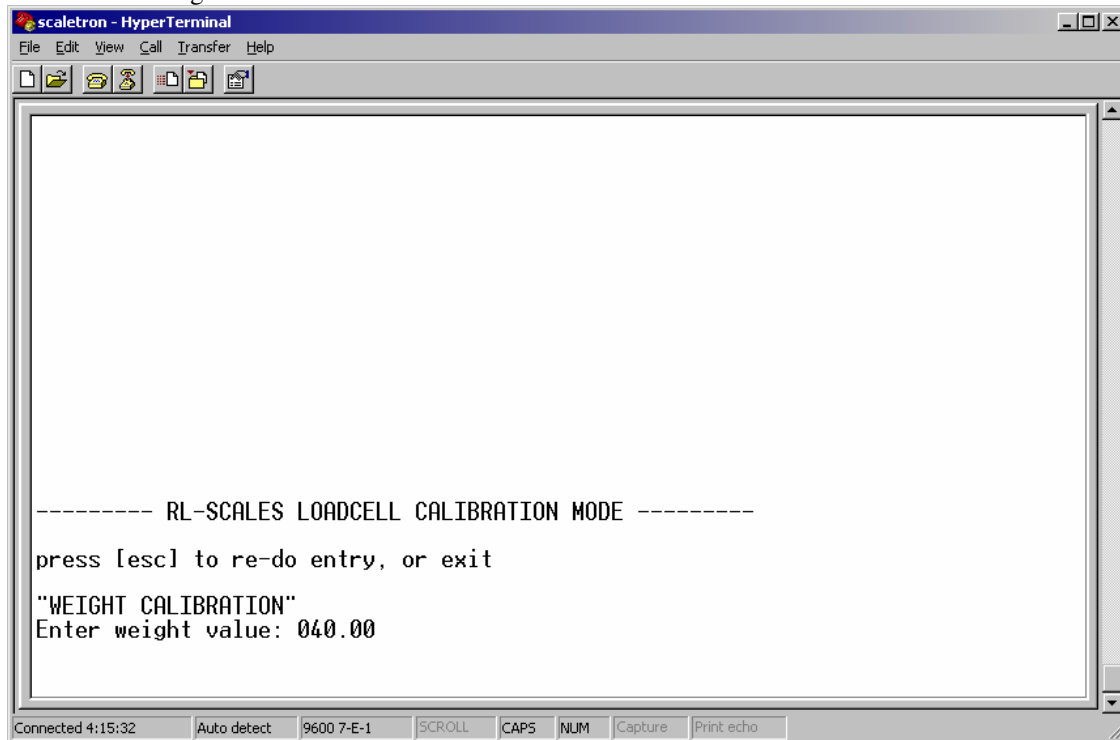 scaletron - HyperTerminal
File Edit View Call Transfer Help
--------- RL-SCALES LOADCELL CALIBRATION MODE ---------
press [esc] to re-do entry, or exit
"WEIGHT CALIBRATION"
Enter weight value: 040.00
Connected 4:15:32 Auto detect 9600 7-E-1 SCROLL CAPS NUM Capture Print echo